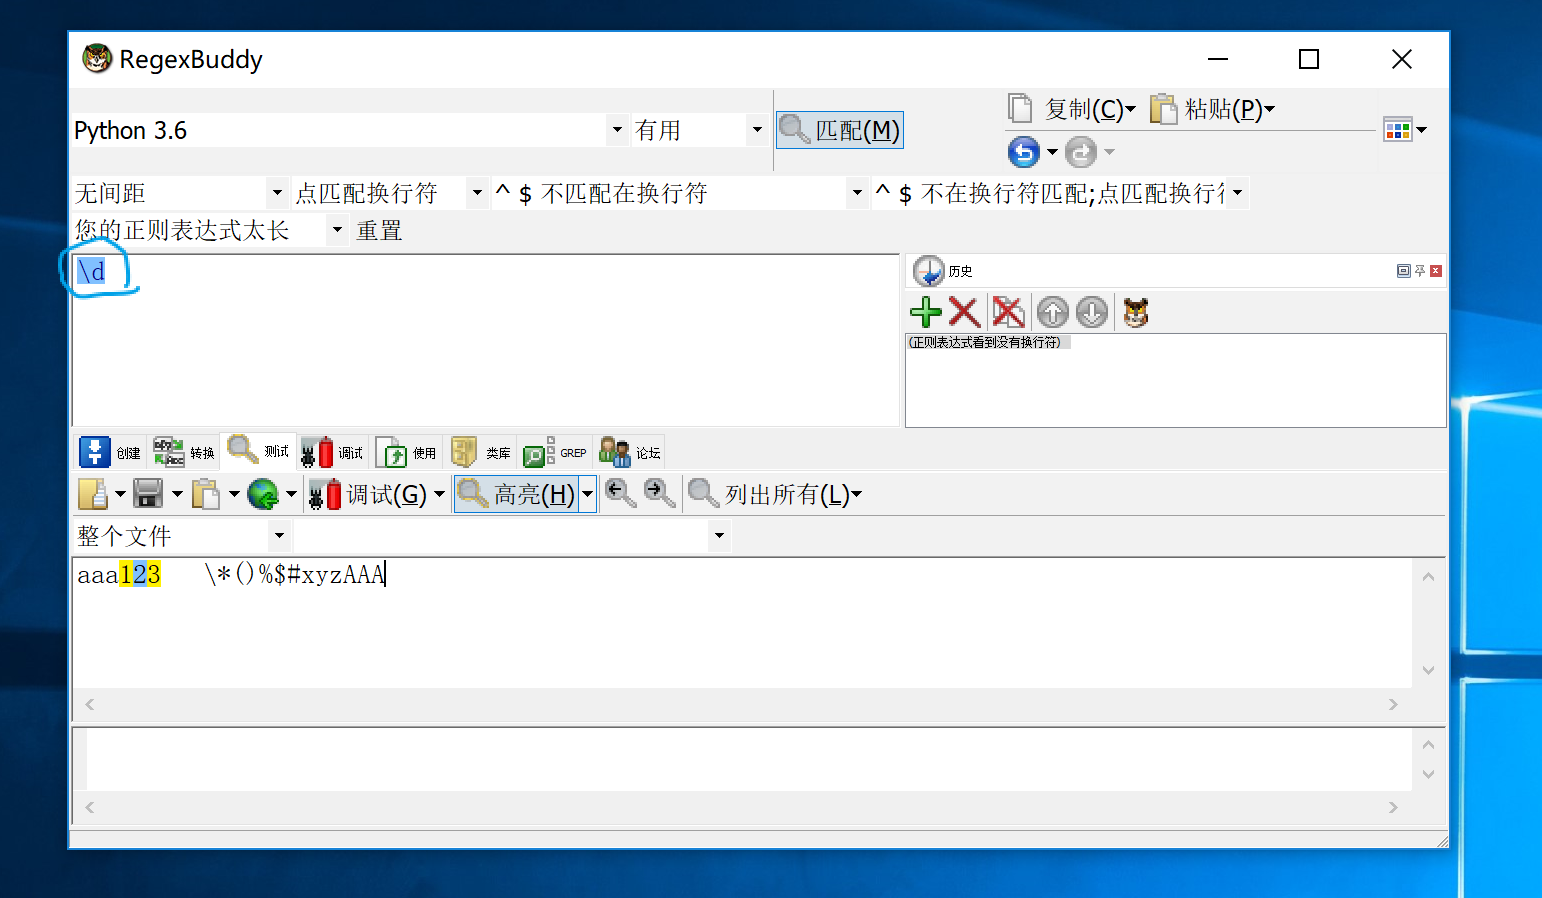 RegexBuddy
复制(C) 粘贴(P)
Python 3.6 有用 匹配(M)
无间距 点匹配换行符 ^ $ 不匹配在换行符 ^ $ 不在换行符匹配;点匹配换行
您的正则表达式太长 重置
\d
历史
(正则表达式看到没有换行符)
创建 转换 测试 调试 使用 类库 GREP 论坛
调试(G) 高亮(H) 列出所有(L)
整个文件
aaa123   \*()%$#xyzAAA